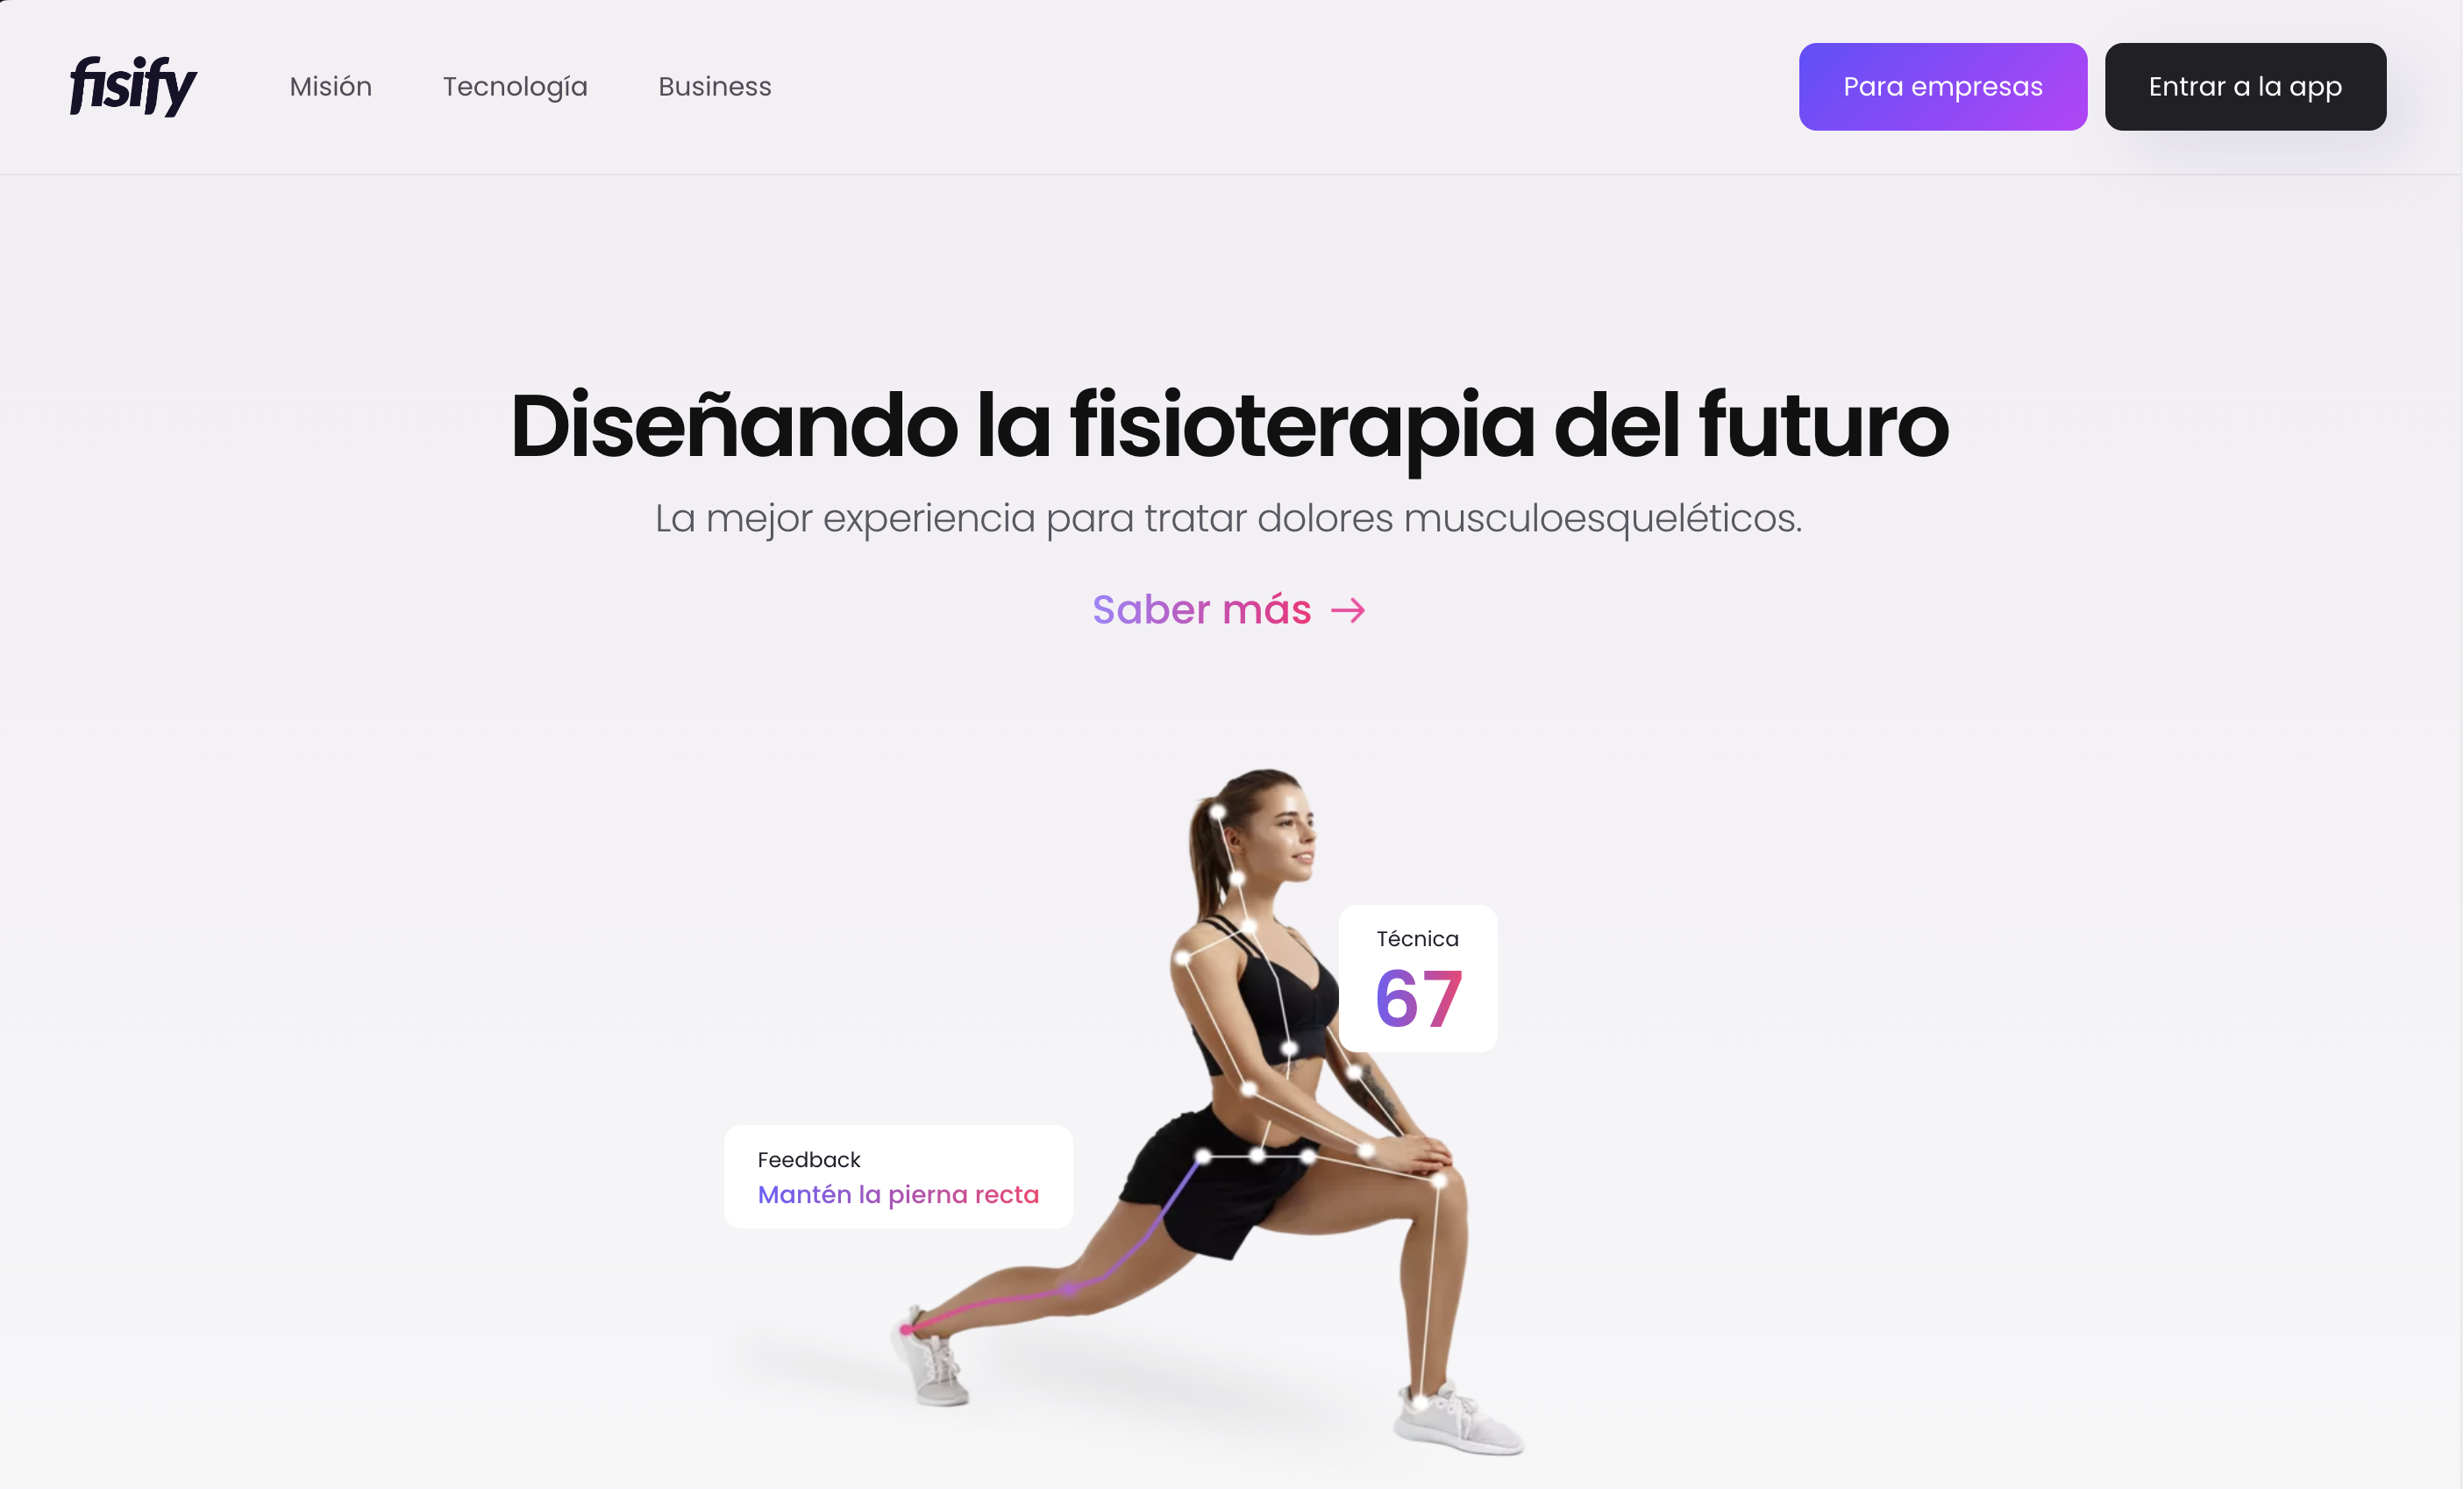 fisify
Misión
Tecnología
Business
Para empresas
Entrar a la app
Diseñando la fisioterapia del futuro
La mejor experiencia para tratar dolores musculoesqueléticos.
Saber más →
Técnica
67
Feedback
Mantén la pierna recta